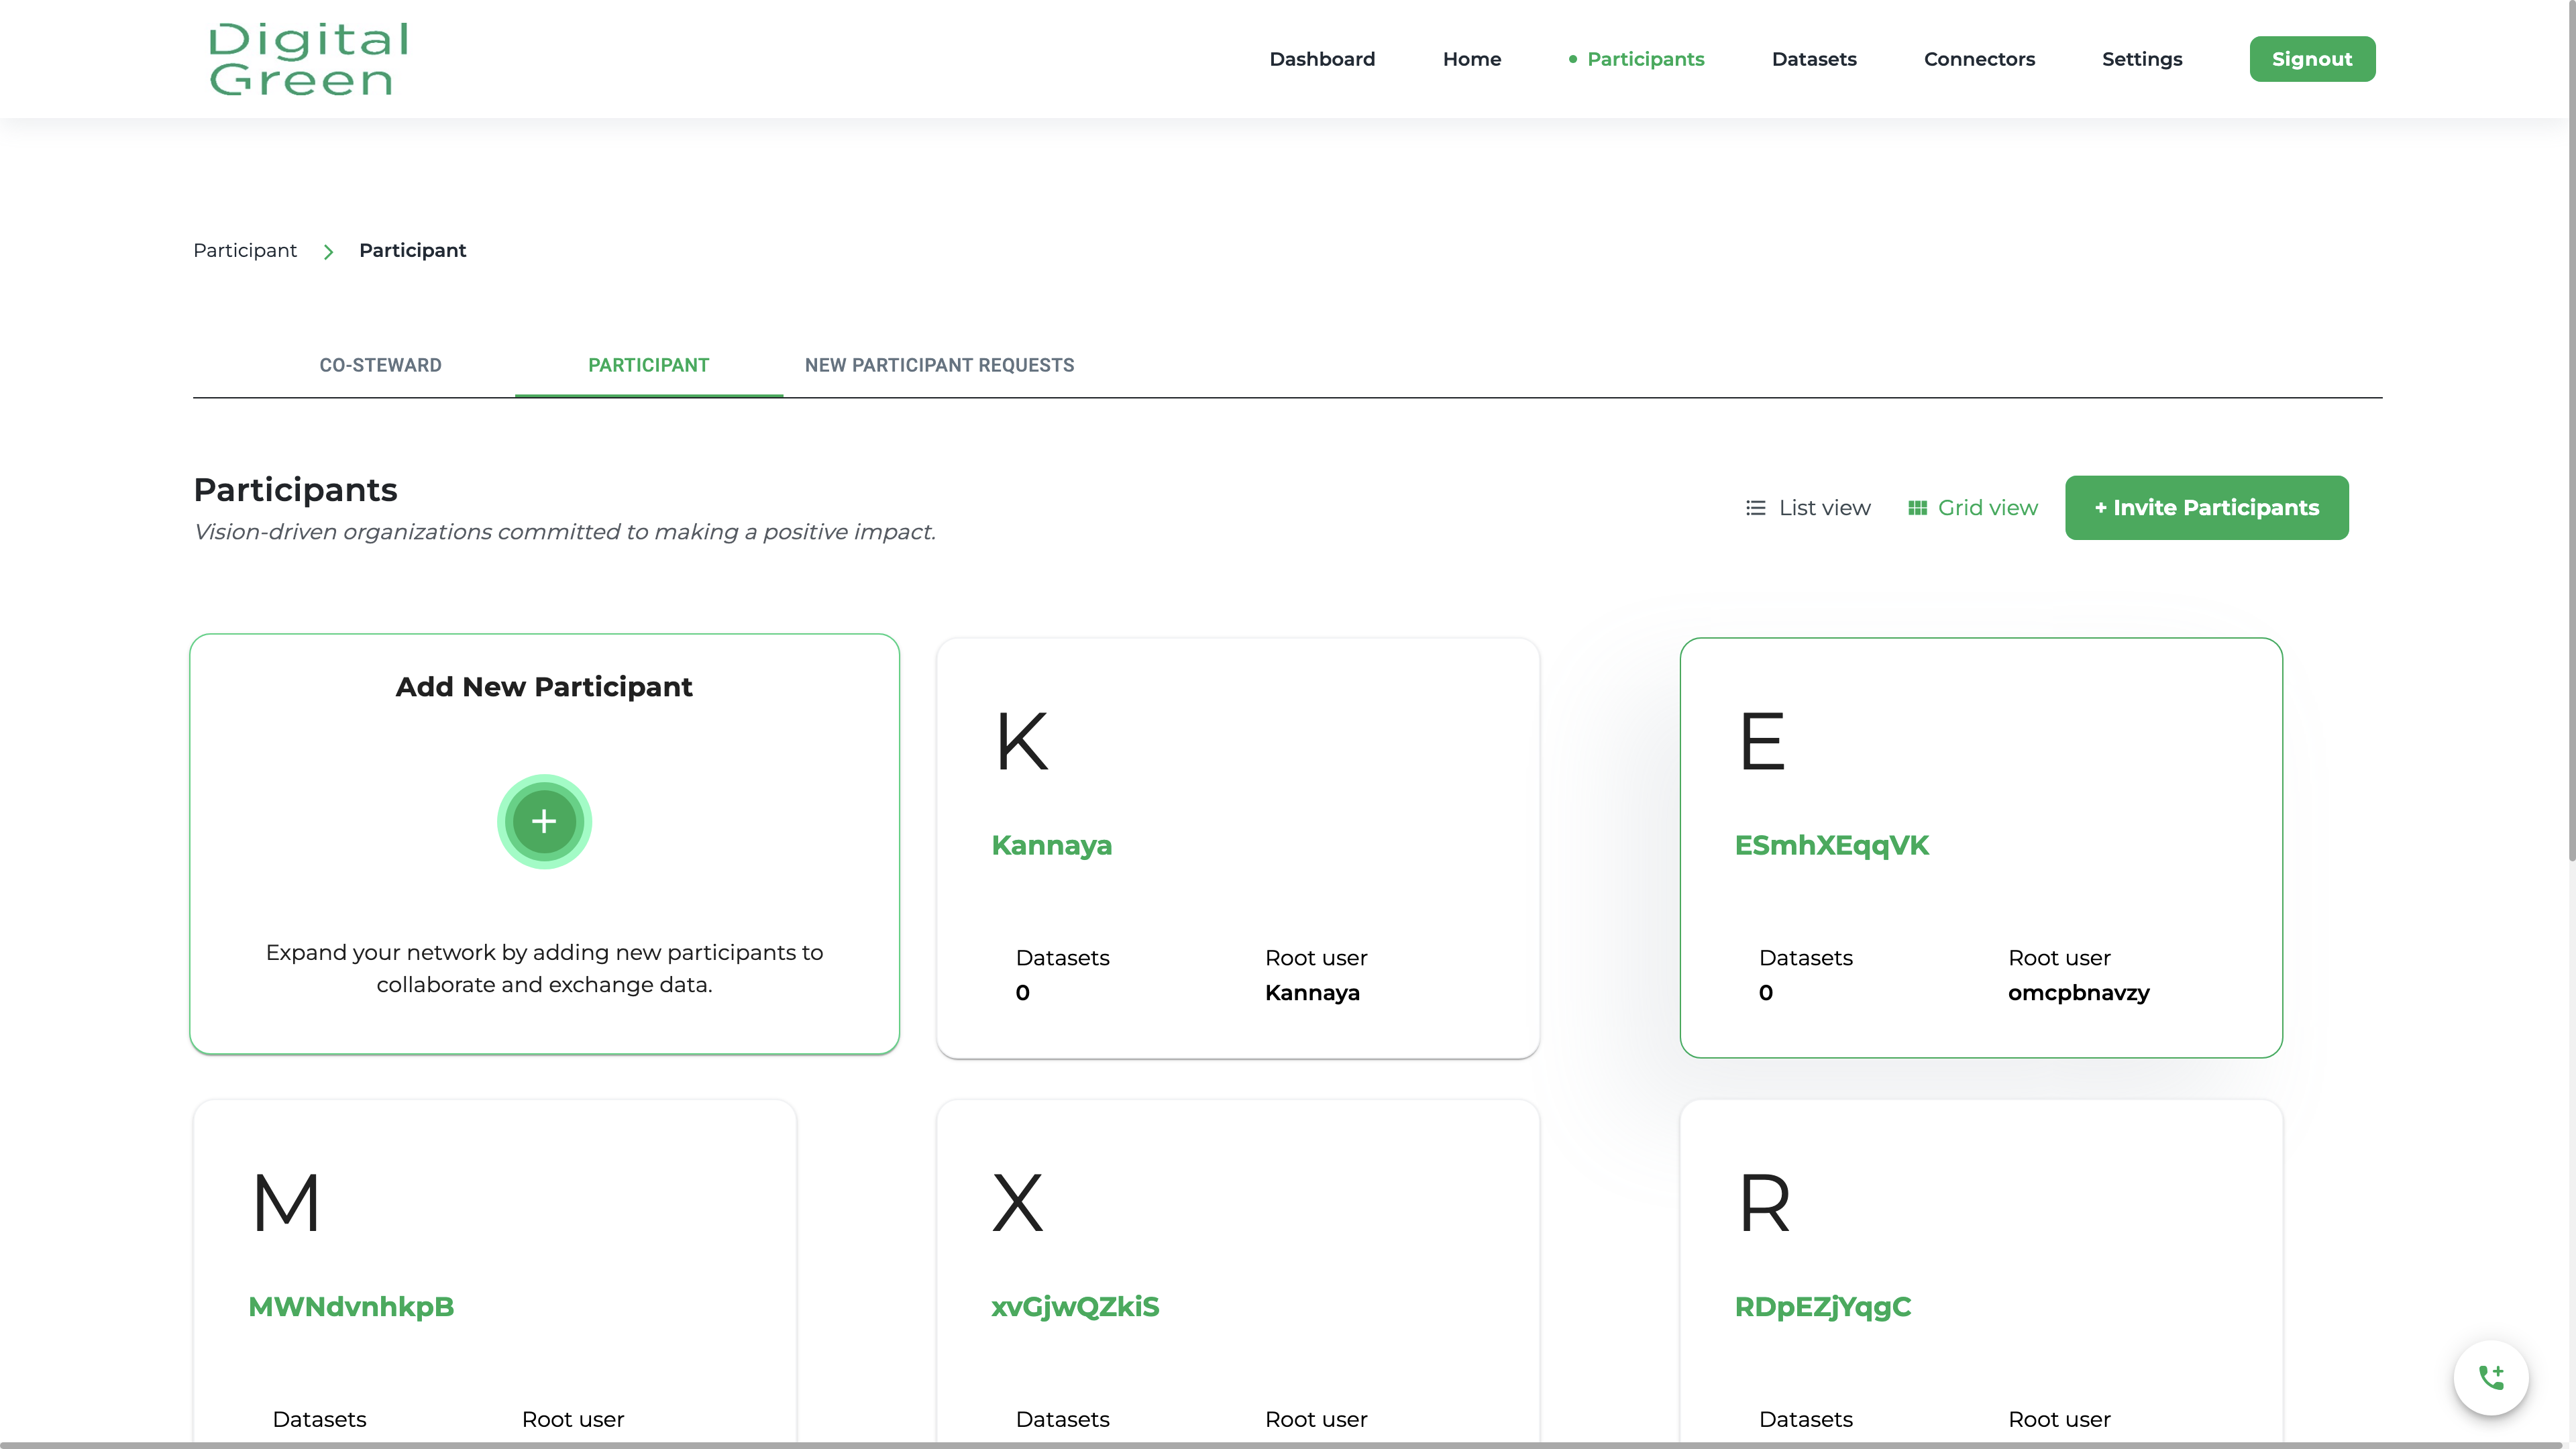 Digital
Green
Dashboard
Home
Participants
Datasets
Connectors
Settings
Signout
Participant
Participant
CO-STEWARD
PARTICIPANT
NEW PARTICIPANT REQUESTS
Participants
Vision-driven organizations committed to making a positive impact.
List view
Grid view
+ Invite Participants
Add New Participant
Expand your network by adding new participants to
collaborate and exchange data.
K
Kannaya
Datasets
Root user
0
Kannaya
E
ESmhXEqqVK
Datasets
Root user
0
omcpbnavzy
M
MWNdvnhkpB
Datasets
Root user
X
xvGjwQZkiS
Datasets
Root user
R
RDpEZjYqgC
Datasets
Root user